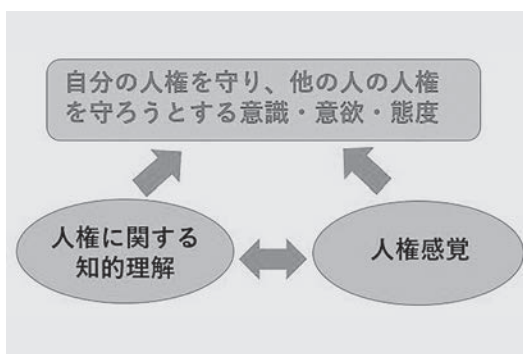 自分の人権を守り、他の人の人権
を守ろうとする意識・意欲・態度
人権に関する
知的理解
人権感覚